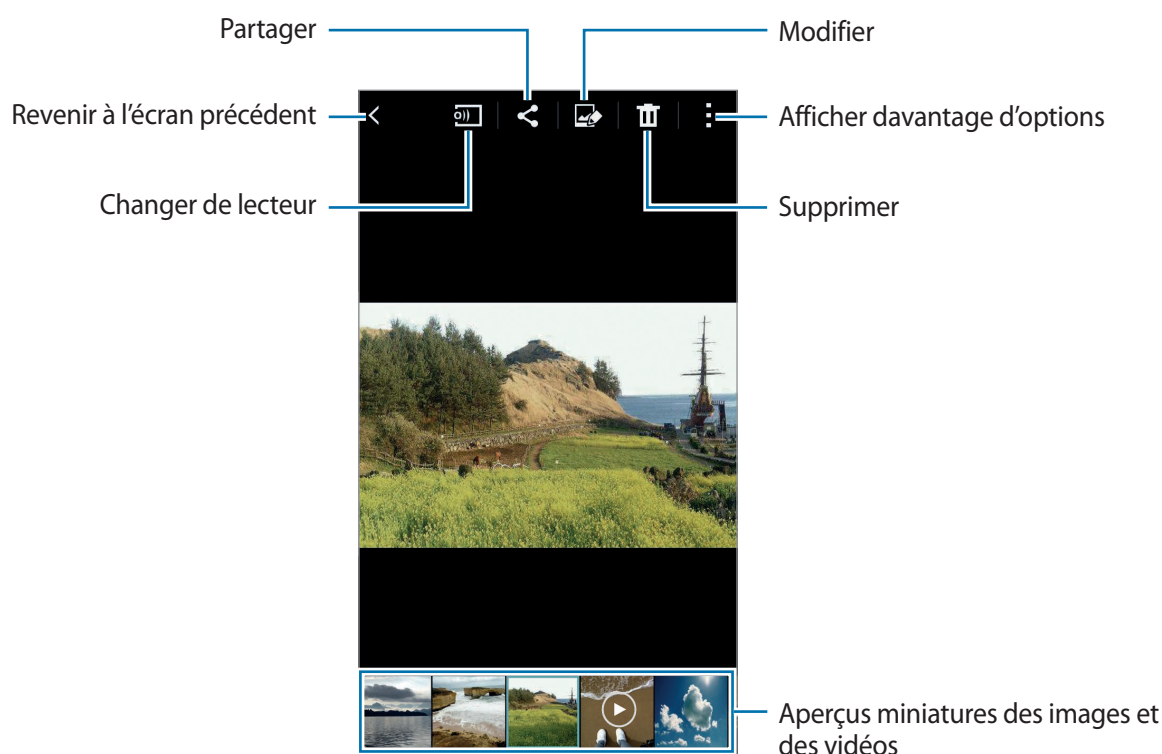 Partager
Modifier
Revenir à l'écran précédent
Afficher davantage d'options
Changer de lecteur
Supprimer
Aperçus miniatures des images et
des vidéos